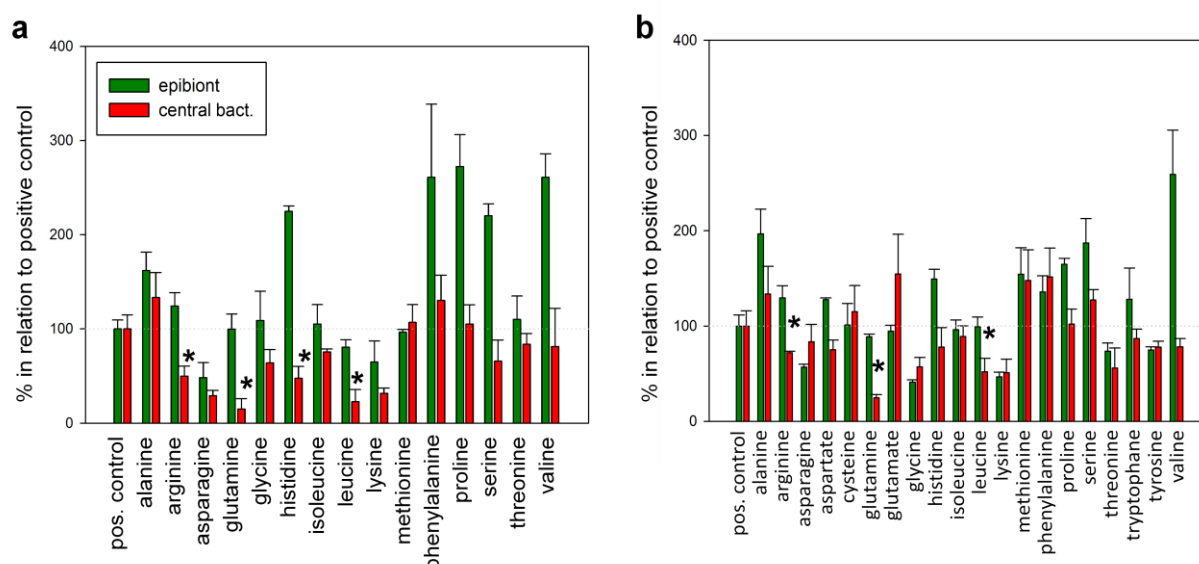 a
% in relation to positive control
400
300
200
100
0
epibiont
central bact.
*
*
*
*
pos. control
alanine
arginine
asparagine
glutamine
glycine
histidine
isoleucine
leucine
lysine
methionine
phenylalanine
proline
serine
threonine
valine
b
% in relation to positive control
400
300
200
100
0
*
*
*
pos. control
alanine
arginine
asparagine
aspartate
cysteine
glutamine
glutamate
glycine
histidine
isoleucine
leucine
lysine
methionine
phenylalanine
proline
serine
threonine
tryptophane
tyrosine
valine